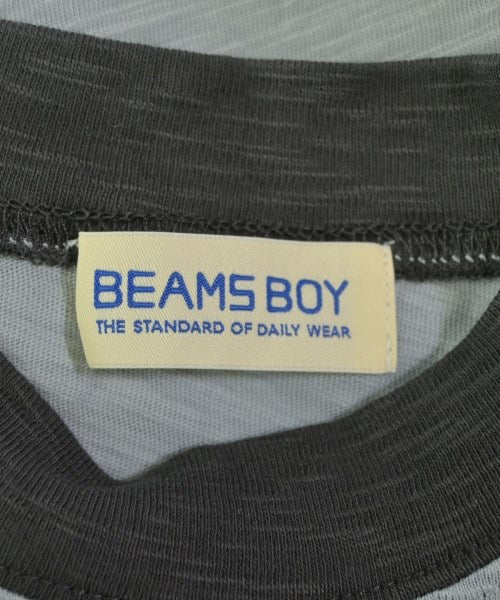 BEAMS BOY
THE STANDARD OF DAILY WEAR